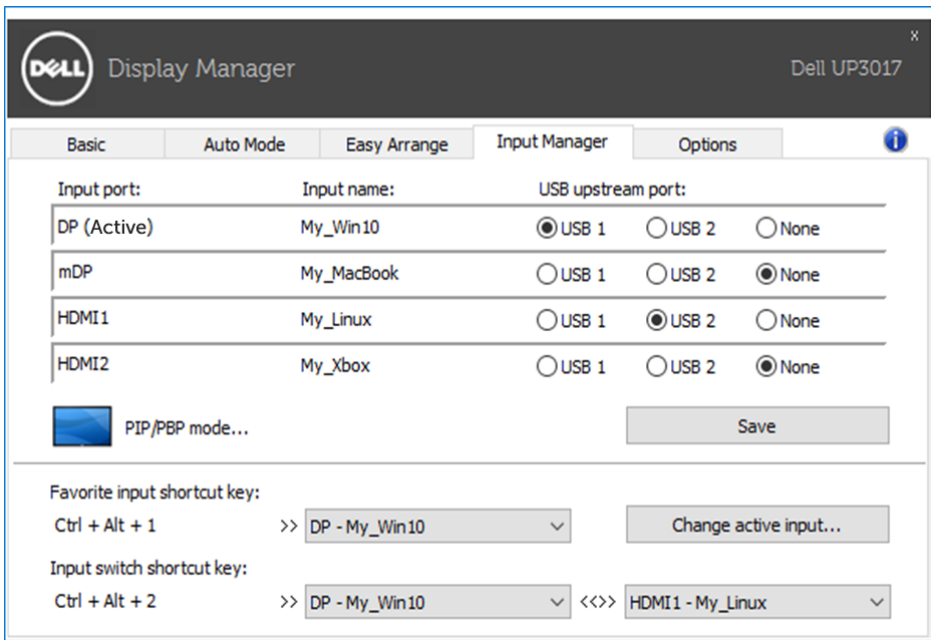 x
DELL Display Manager Dell UP3017
Basic Auto Mode Easy Arrange Input Manager Options i
Input port: Input name: USB upstream port:
DP (Active) My_Win10 USB 1 USB 2 None
mDP My_MacBook USB 1 USB 2 None
HDMI1 My_Linux USB 1 USB 2 None
HDMI2 My_Xbox USB 1 USB 2 None
PIP/PBP mode... Save
Favorite input shortcut key:
Ctrl + Alt + 1 >> DP - My_Win10 Change active input...
Input switch shortcut key:
Ctrl + Alt + 2 >> DP - My_Win10 <<>> HDMI1 - My_Linux